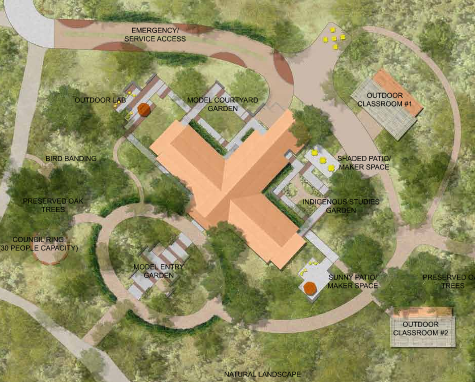 EMERGENCY/
SERVICE ACCESS
OUTDOOR LAB
MODEL COURTYARD
GARDEN
OUTDOOR
CLASSROOM #1
BIRD BANDING
SHADED PATIO/
MAKER SPACE
PRESERVED OAK
TREES
INDIGENOUS STUDIES
GARDEN
COUNCIL RING
(30 PEOPLE CAPACITY)
MODEL ENTRY
GARDEN
SUNNY PATIO/
MAKER SPACE
PRESERVED
TREES
OUTDOOR
CLASSROOM #2
NATURAL LANDSCAPE